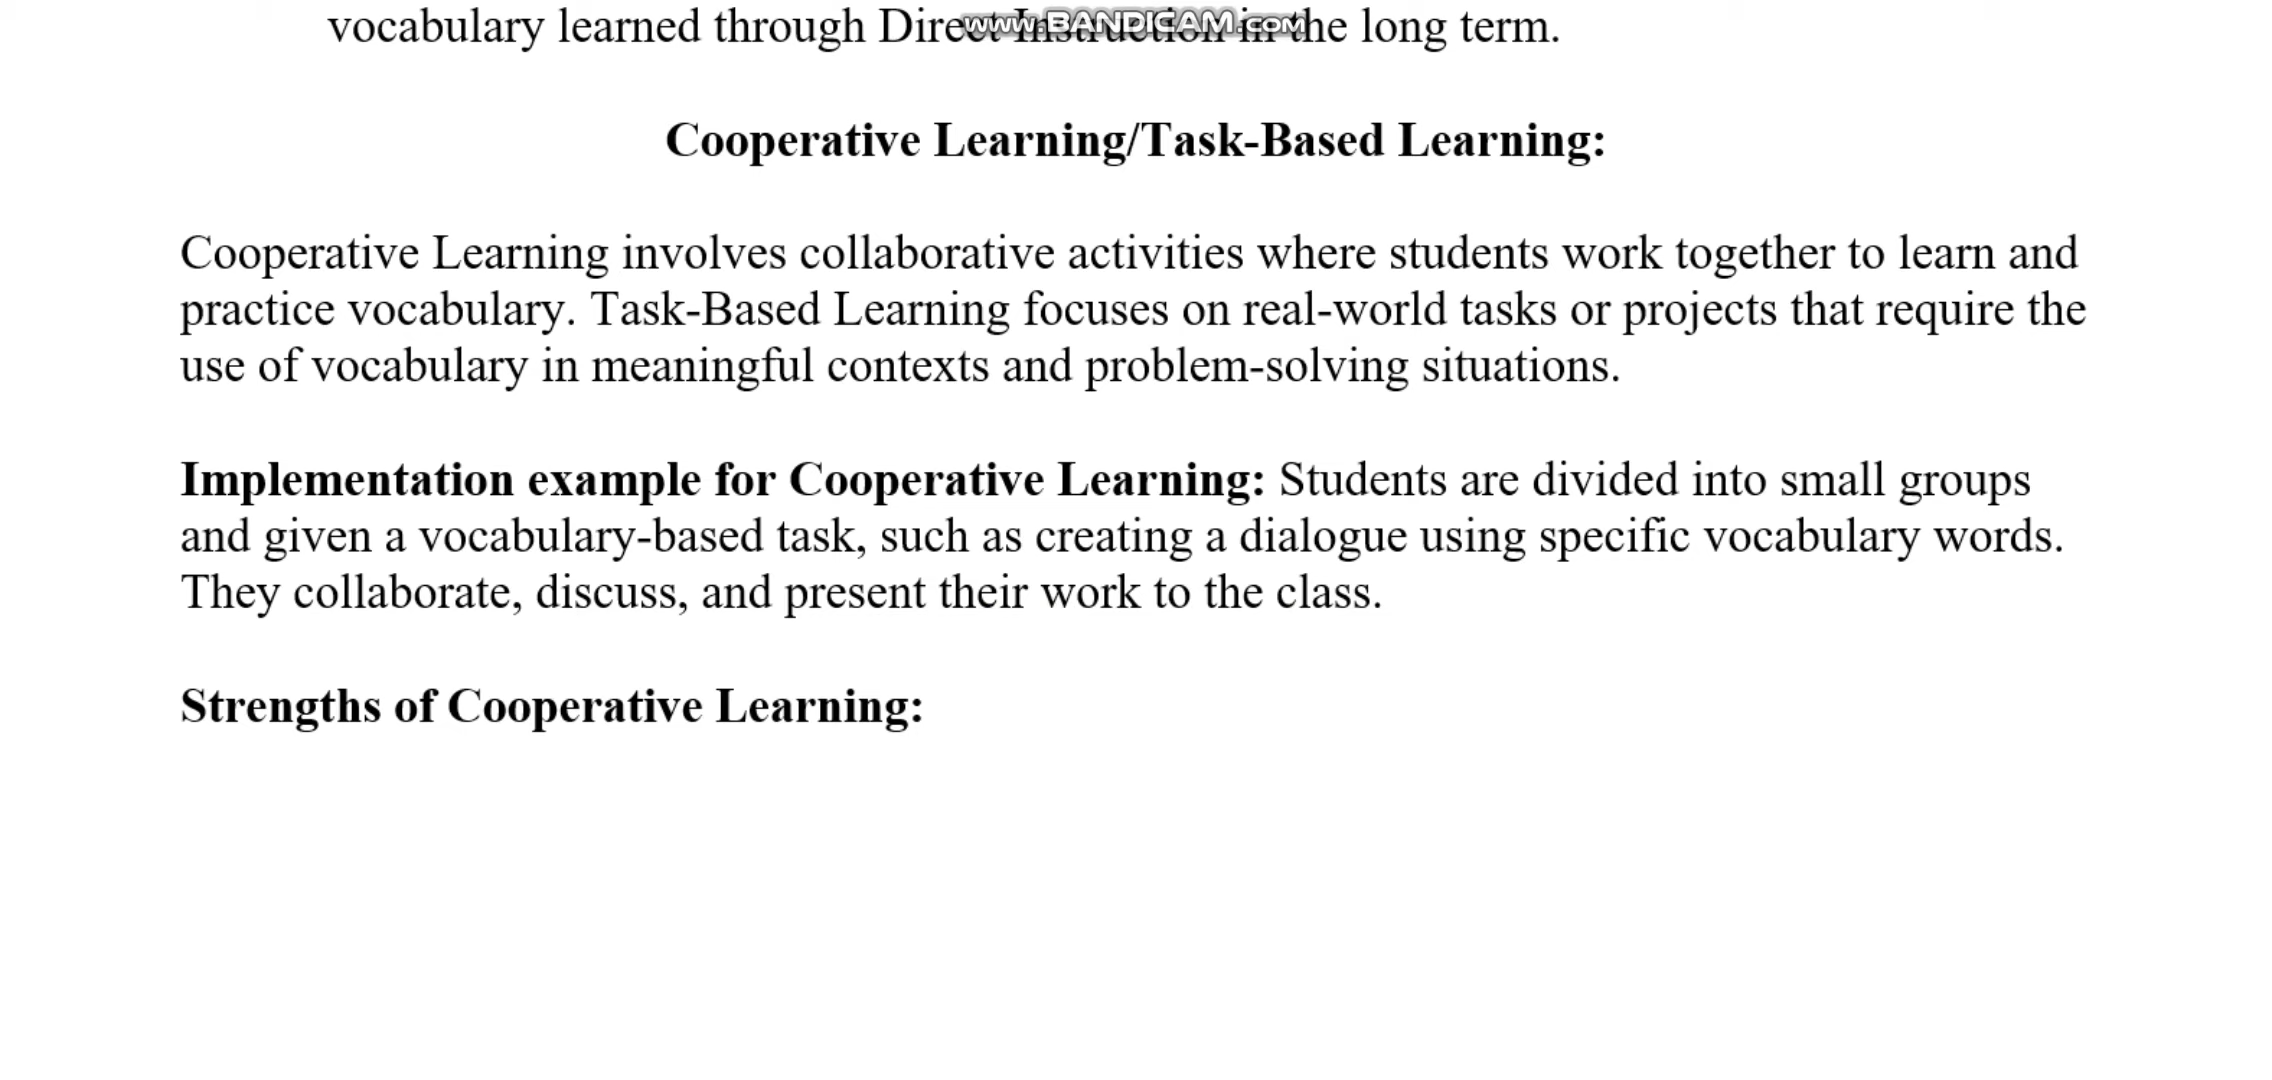 vocabulary learned through Direct Instruction in the long term.
www.BANDICAM.com
Cooperative Learning/Task-Based Learning:
Cooperative Learning involves collaborative activities where students work together to learn and
practice vocabulary. Task-Based Learning focuses on real-world tasks or projects that require the
use of vocabulary in meaningful contexts and problem-solving situations.
Implementation example for Cooperative Learning: Students are divided into small groups
and given a vocabulary-based task, such as creating a dialogue using specific vocabulary words.
They collaborate, discuss, and present their work to the class.
Strengths of Cooperative Learning: